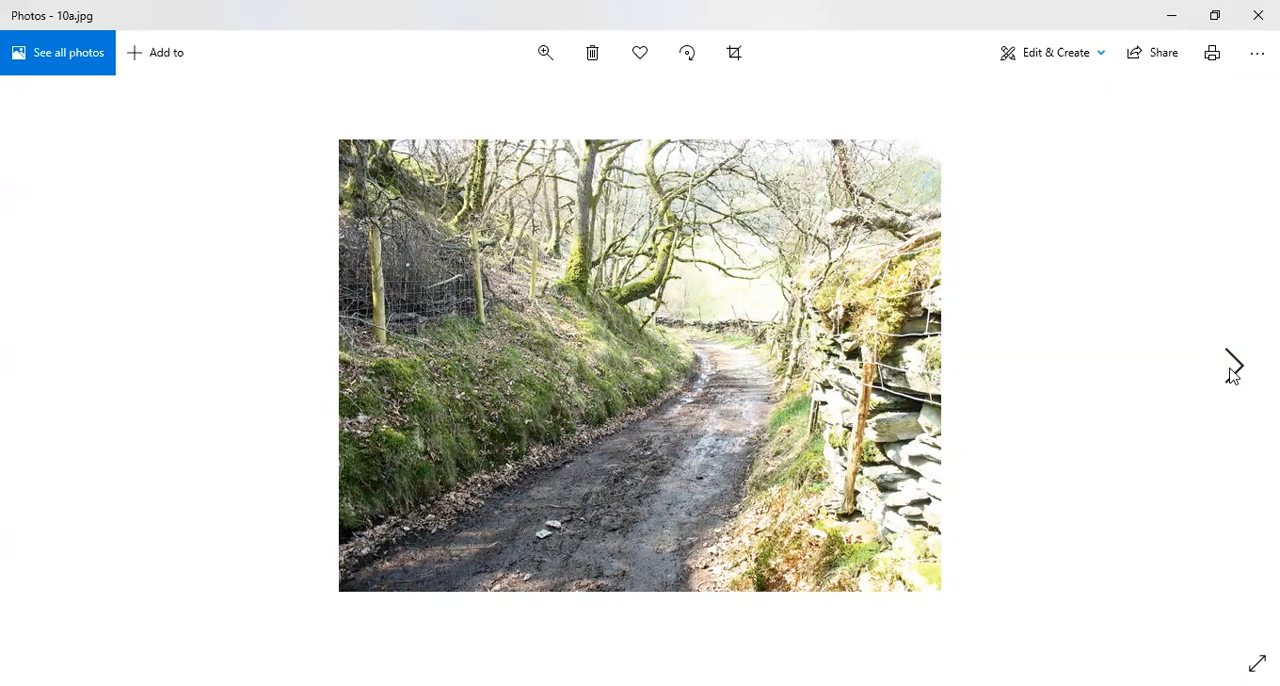 Photos - 10a.jpg
See all photos
Add to
Edit & Create
Share